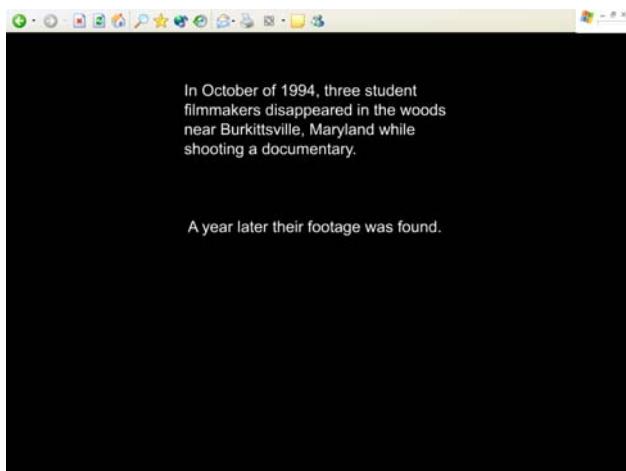 In October of 1994, three student
filmmakers disappeared in the woods
near Burkittsville, Maryland while
shooting a documentary.
A year later their footage was found.